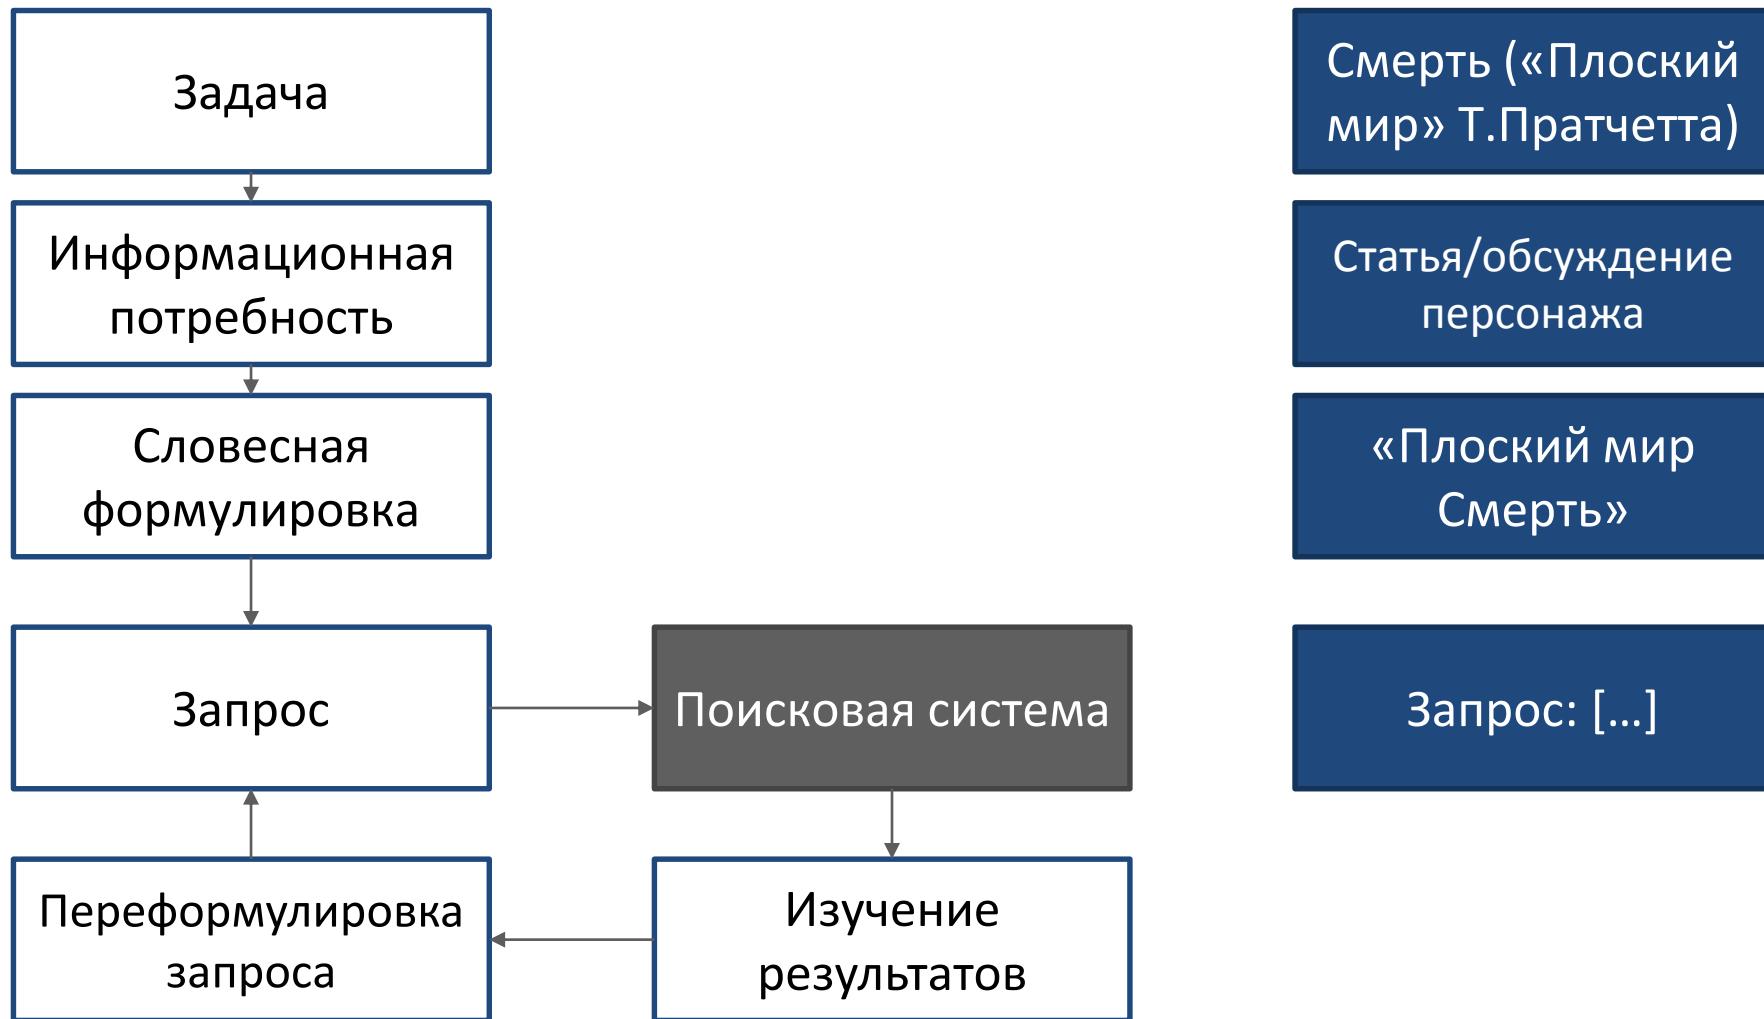 Задача
Смерть («Плоский
мир» Т.Пратчетта)
Информационная
потребность
Статья/обсуждение
персонажа
Словесная
формулировка
«Плоский мир
Смерть»
Запрос
Поисковая система
Запрос: […]
Переформулировка
запроса
Изучение
результатов